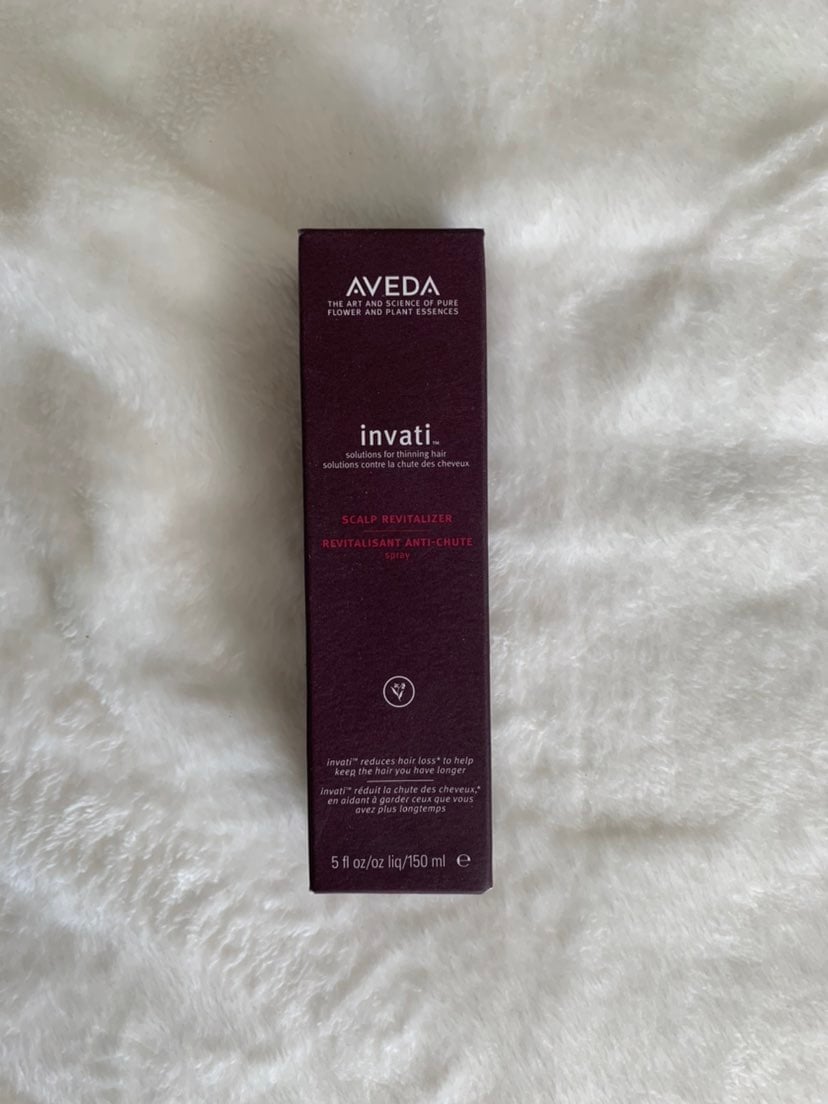 AVEDA
THE ART AND SCIENCE OF PURE
FLOWER AND PLANT ESSENCES
invati™
solutions for thinning hair
solutions contre la chute des cheveux
SCALP REVITALIZER
REVITALISANT ANTI-CHUTE
spray
invati™ reduces hair loss* to help
keep the hair you have longer
invati™ réduit la chute des cheveux,*
en aidant à garder ceux que vous
avez plus longtemps
5 fl oz/oz liq/150 ml ℮